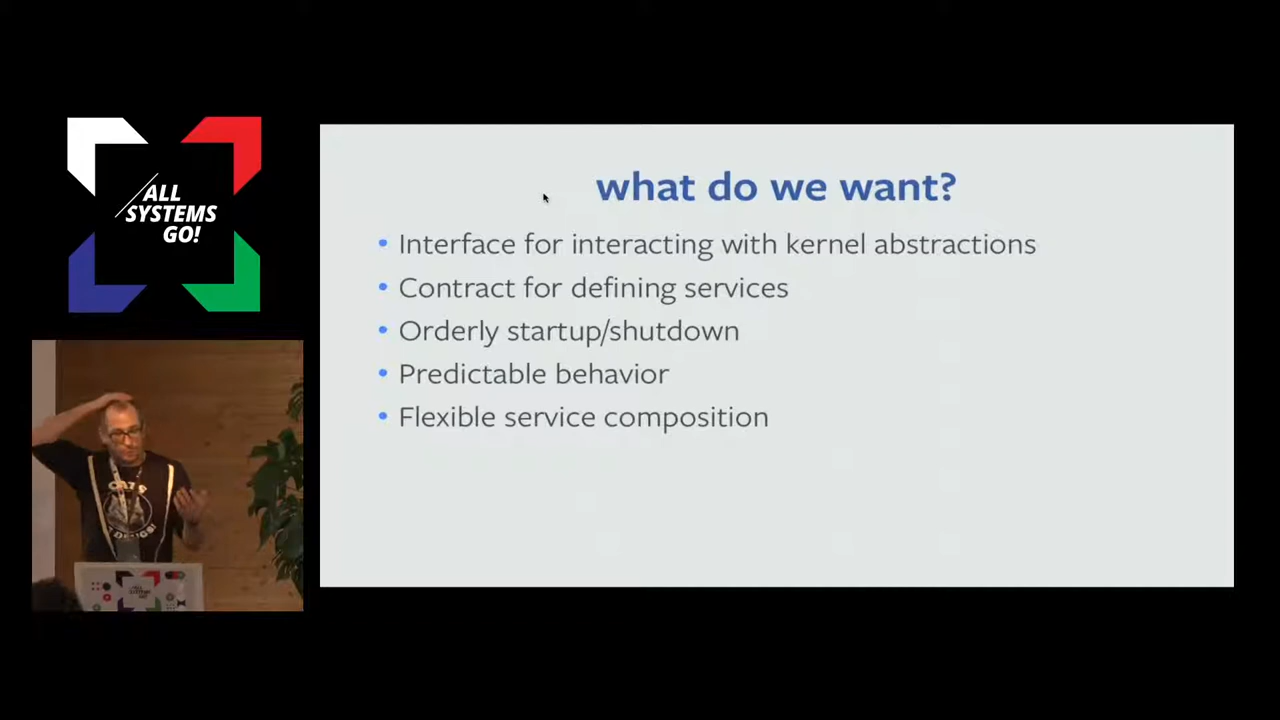 ALL
SYSTEMS
GO!
what do we want?
• Interface for interacting with kernel abstractions
• Contract for defining services
• Orderly startup/shutdown
• Predictable behavior
• Flexible service composition